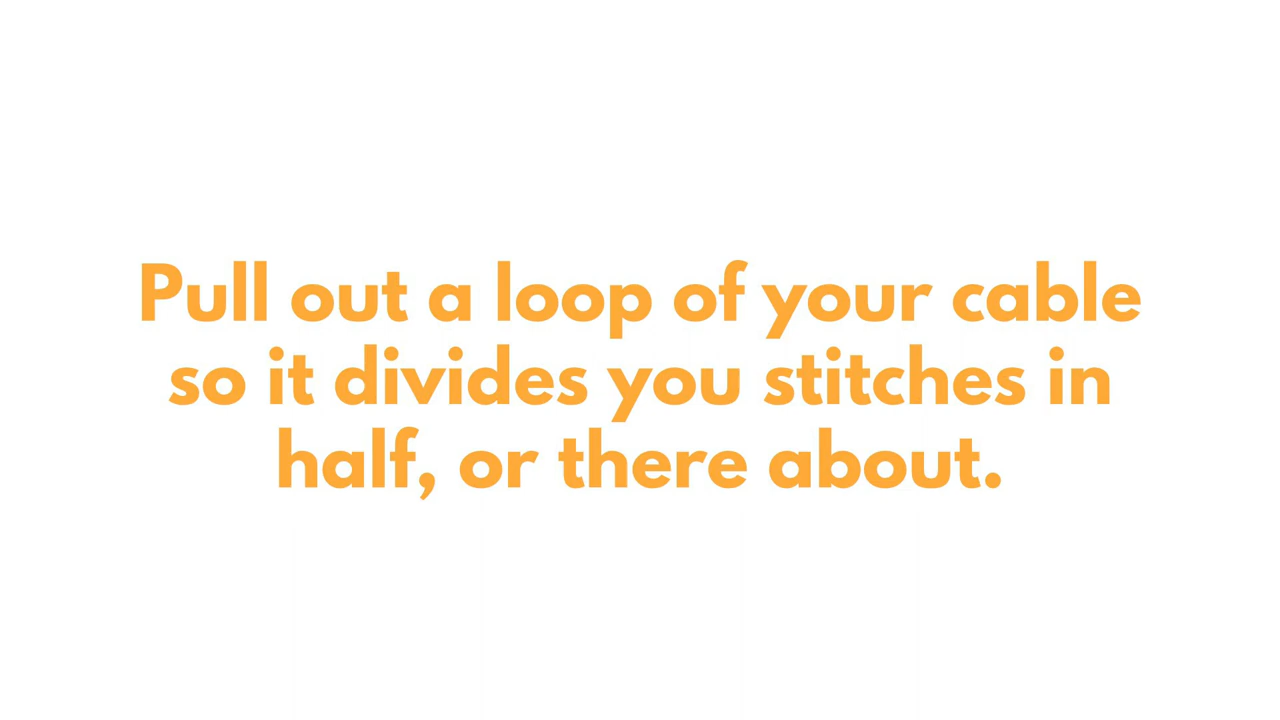 Pull out a loop of your cable
so it divides you stitches in
half, or there about.